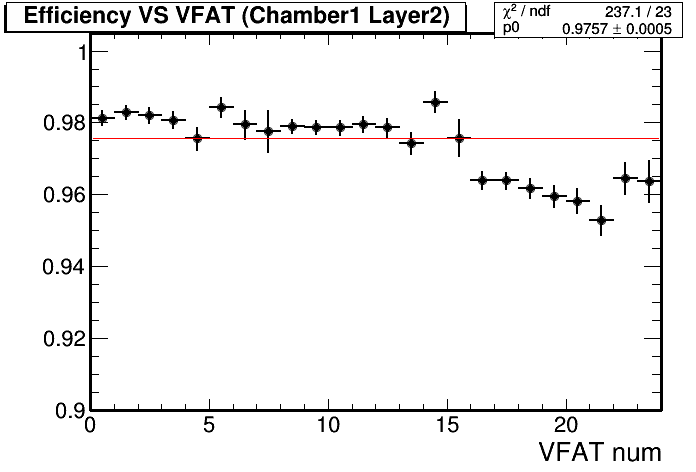 Efficiency VS VFAT (Chamber1 Layer2)
χ² / ndf 237.1 / 23
p0 0.9757 ± 0.0005
1
0.98
0.96
0.94
0.92
0.9
0 5 10 15 20
VFAT num